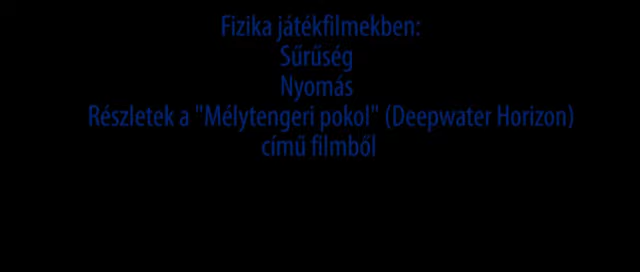 Fizika játékfilmekben:
Sűrűség
Nyomás
Részletek a "Mélytengeri pokol" (Deepwater Horizon)
című filmből